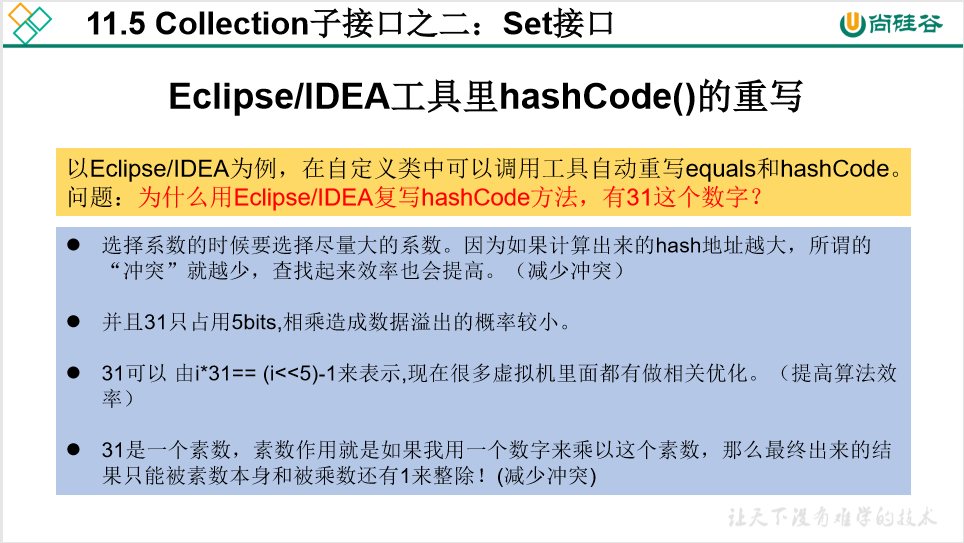 11.5 Collection子接口之二：Set接口
尚硅谷
Eclipse/IDEA工具里hashCode()的重写
以Eclipse/IDEA为例，在自定义类中可以调用工具自动重写equals和hashCode。
问题：为什么用Eclipse/IDEA复写hashCode方法，有31这个数字？
● 选择系数的时候要选择尽量大的系数。因为如果计算出来的hash地址越大，所谓的
“冲突”就越少，查找起来效率也会提高。（减少冲突）
● 并且31只占用5bits,相乘造成数据溢出的概率较小。
● 31可以 由i*31== (i<<5)-1来表示,现在很多虚拟机里面都有做相关优化。（提高算法效
率）
● 31是一个素数，素数作用就是如果我用一个数字来乘以这个素数，那么最终出来的结
果只能被素数本身和被乘数还有1来整除！(减少冲突)
让天下没有难学的技术